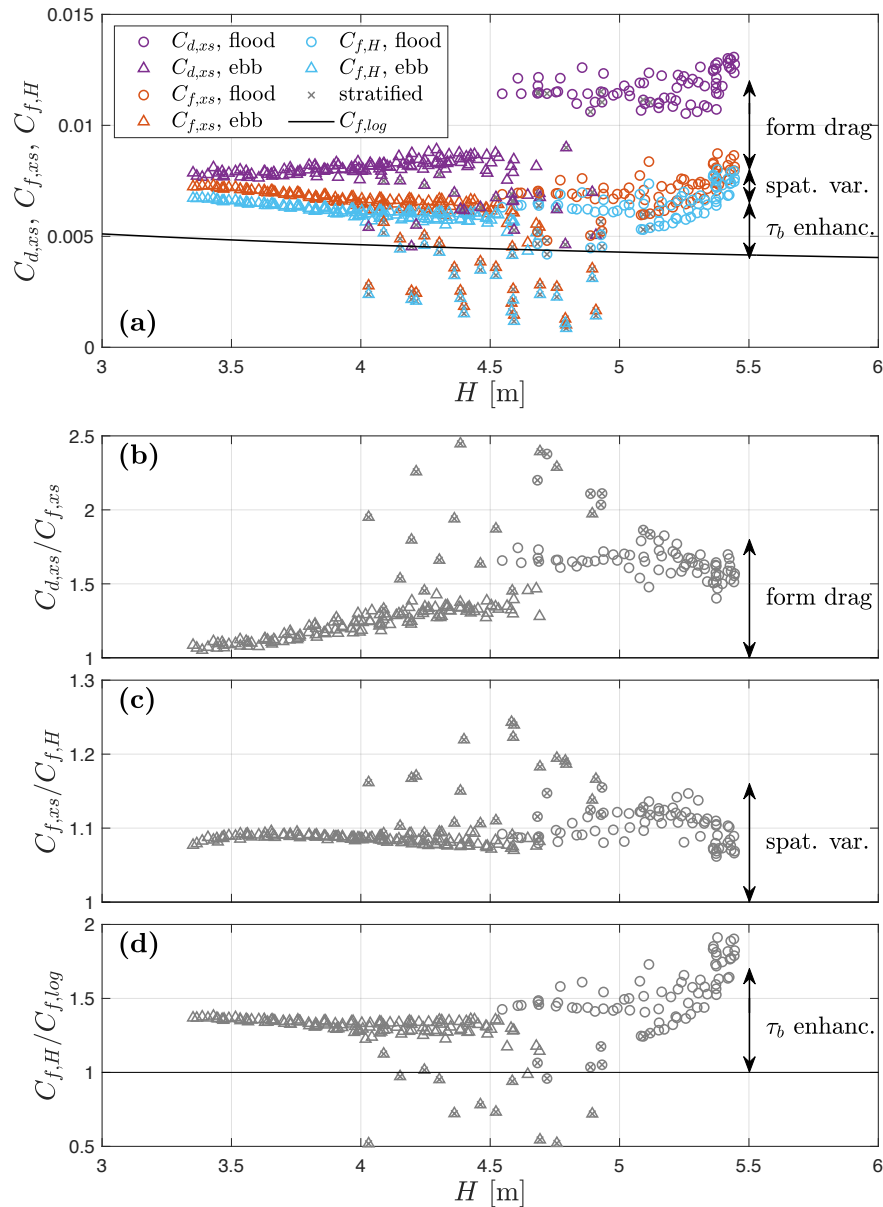 0.015
0.01
0.005
0
C_{d,xs}, C_{f,xs}, C_{f,H}
C_{d,xs}, flood
C_{d,xs}, ebb
C_{f,xs}, flood
C_{f,xs}, ebb
C_{f,H}, flood
C_{f,H}, ebb
stratified
C_{f,log}
form drag
spat. var.
τ_b enhanc.
(a)
3
3.5
4
4.5
5
5.5
6
H [m]
(b)
2.5
2
1.5
1
C_{d,xs}/C_{f,xs}
form drag
(c)
1.3
1.2
1.1
1
C_{f,xs}/C_{f,H}
spat. var.
(d)
2
1.5
1
0.5
C_{f,H}/C_{f,log}
τ_b enhanc.
3
3.5
4
4.5
5
5.5
6
H [m]